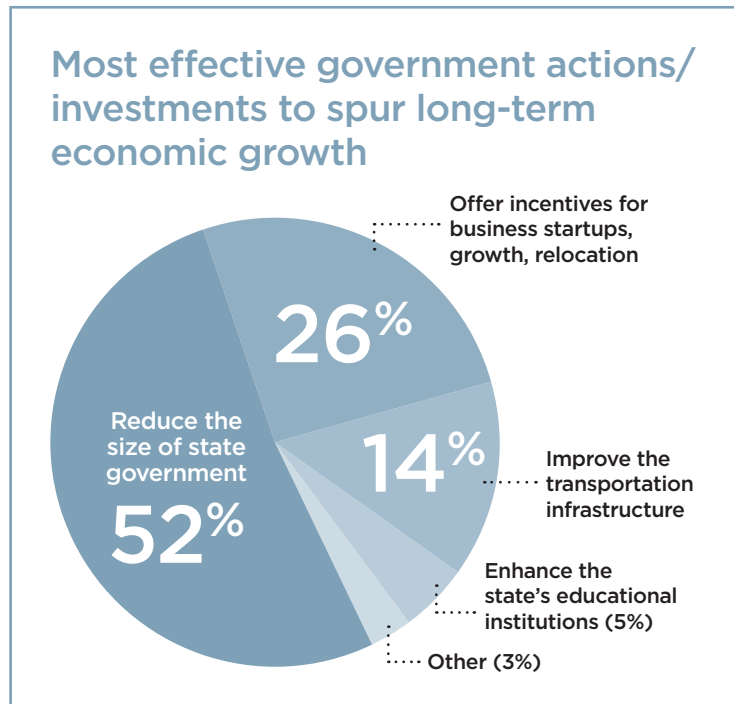 Most effective government actions/
investments to spur long-term
economic growth
Offer incentives for
business startups,
growth, relocation
26%
Reduce the
size of state
government
52%
14%
Improve the
transportation
infrastructure
Enhance the
state's educational
institutions (5%)
Other (3%)